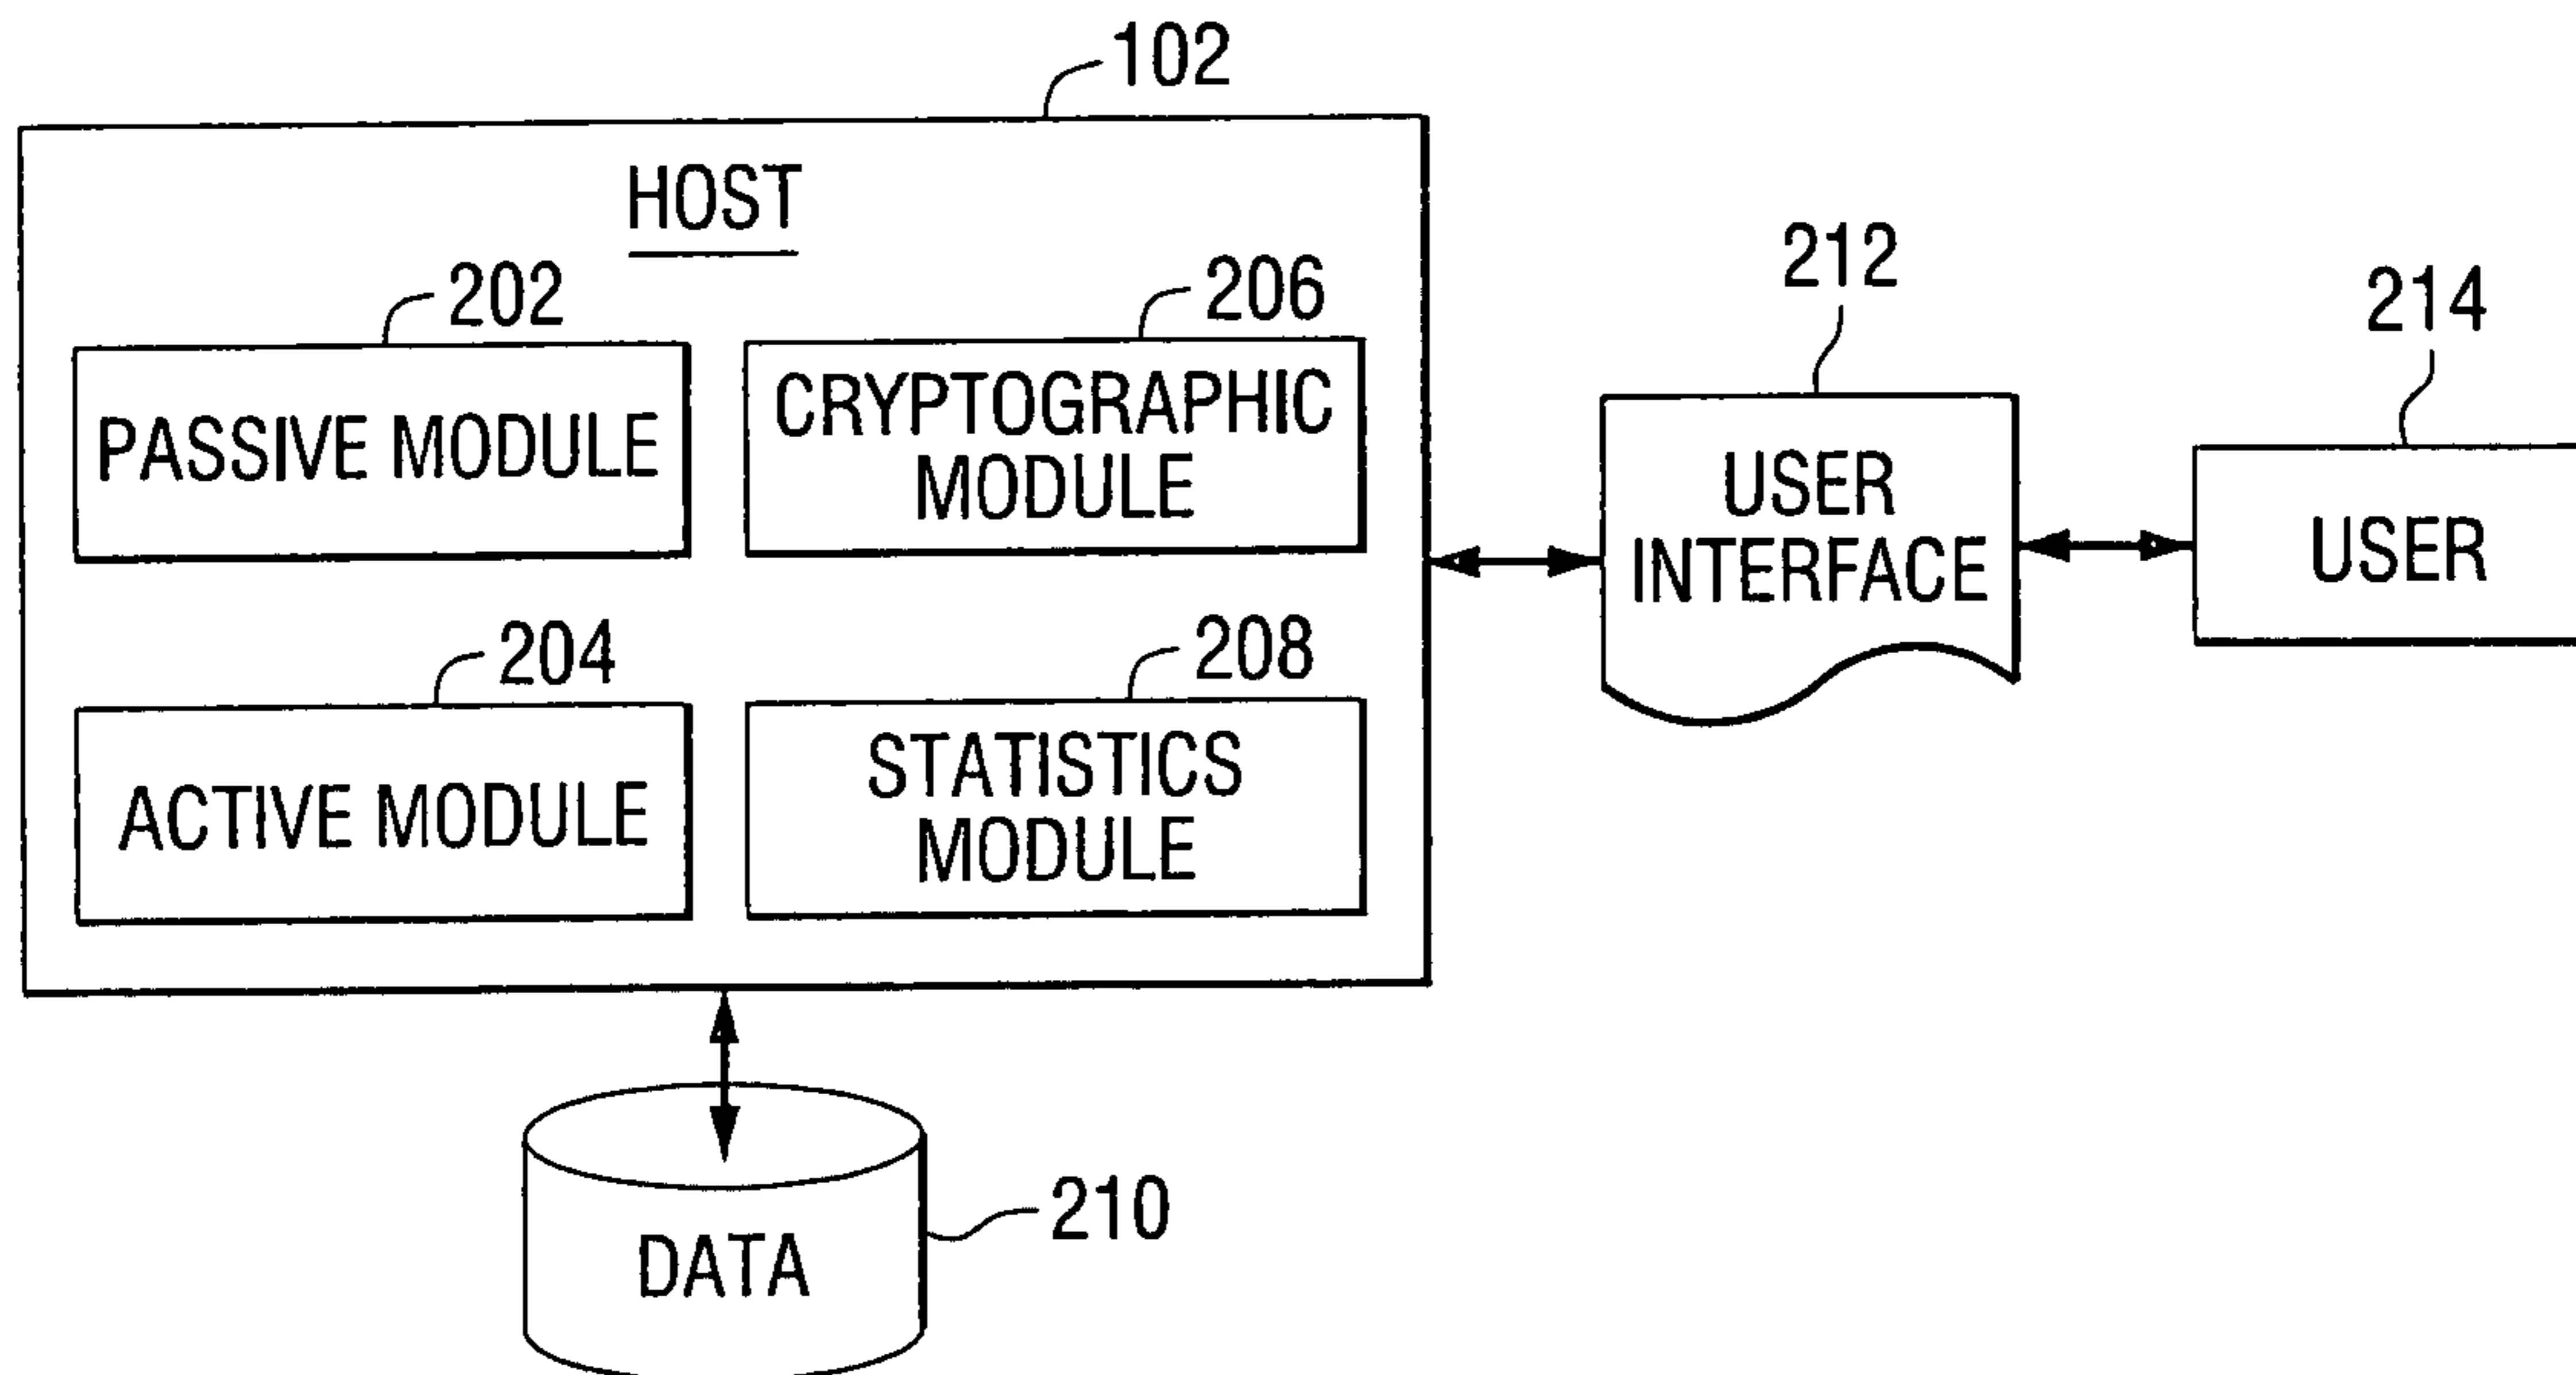 102
HOST
202
206
PASSIVE MODULE
CRYPTOGRAPHIC
MODULE
204
208
ACTIVE MODULE
STATISTICS
MODULE
212
USER
INTERFACE
214
USER
DATA
210